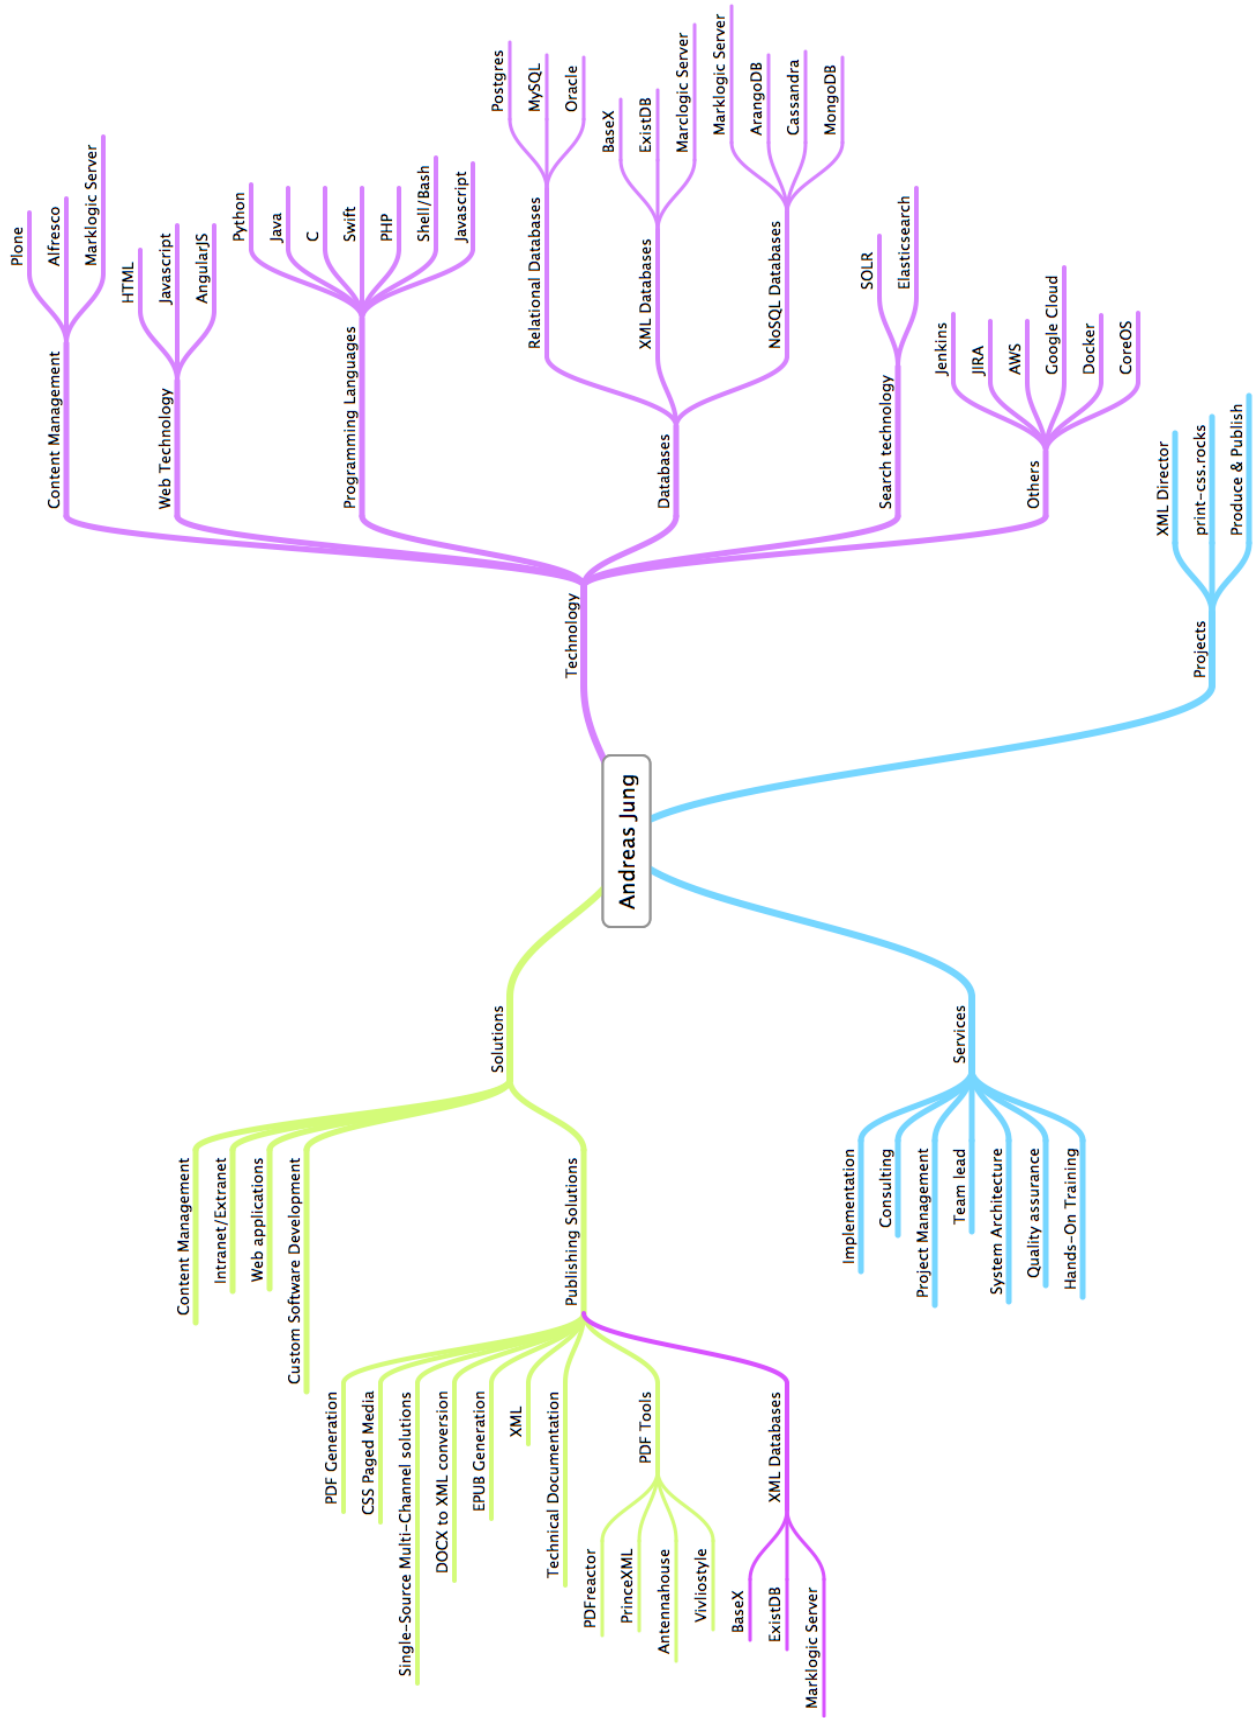 Andreas Jung
Technology
Content Management
Plone
Alfresco
Marklogic Server
Web Technology
HTML
Javascript
AngularJS
Programming Languages
Python
Java
C
Swift
PHP
Shell/Bash
Javascript
Databases
Relational Databases
Postgres
MySQL
Oracle
XML Databases
BaseX
ExistDB
Marclogic Server
NoSQL Databases
Marklogic Server
ArangoDB
Cassandra
MongoDB
Search technology
SOLR
Elasticsearch
Others
Jenkins
JIRA
AWS
Google Cloud
Docker
CoreOS
Projects
XML Director
print-css.rocks
Produce & Publish
Solutions
Content Management
Intranet/Extranet
Web applications
Custom Software Development
Publishing Solutions
PDF Generation
CSS Paged Media
Single-Source Multi-Channel solutions
DOCX to XML conversion
EPUB Generation
XML
Technical Documentation
PDF Tools
PDFreactor
PrinceXML
Antennahouse
Vivliostyle
XML Databases
BaseX
ExistDB
Marklogic Server
Services
Implementation
Consulting
Project Management
Team lead
System Architecture
Quality assurance
Hands-On Training